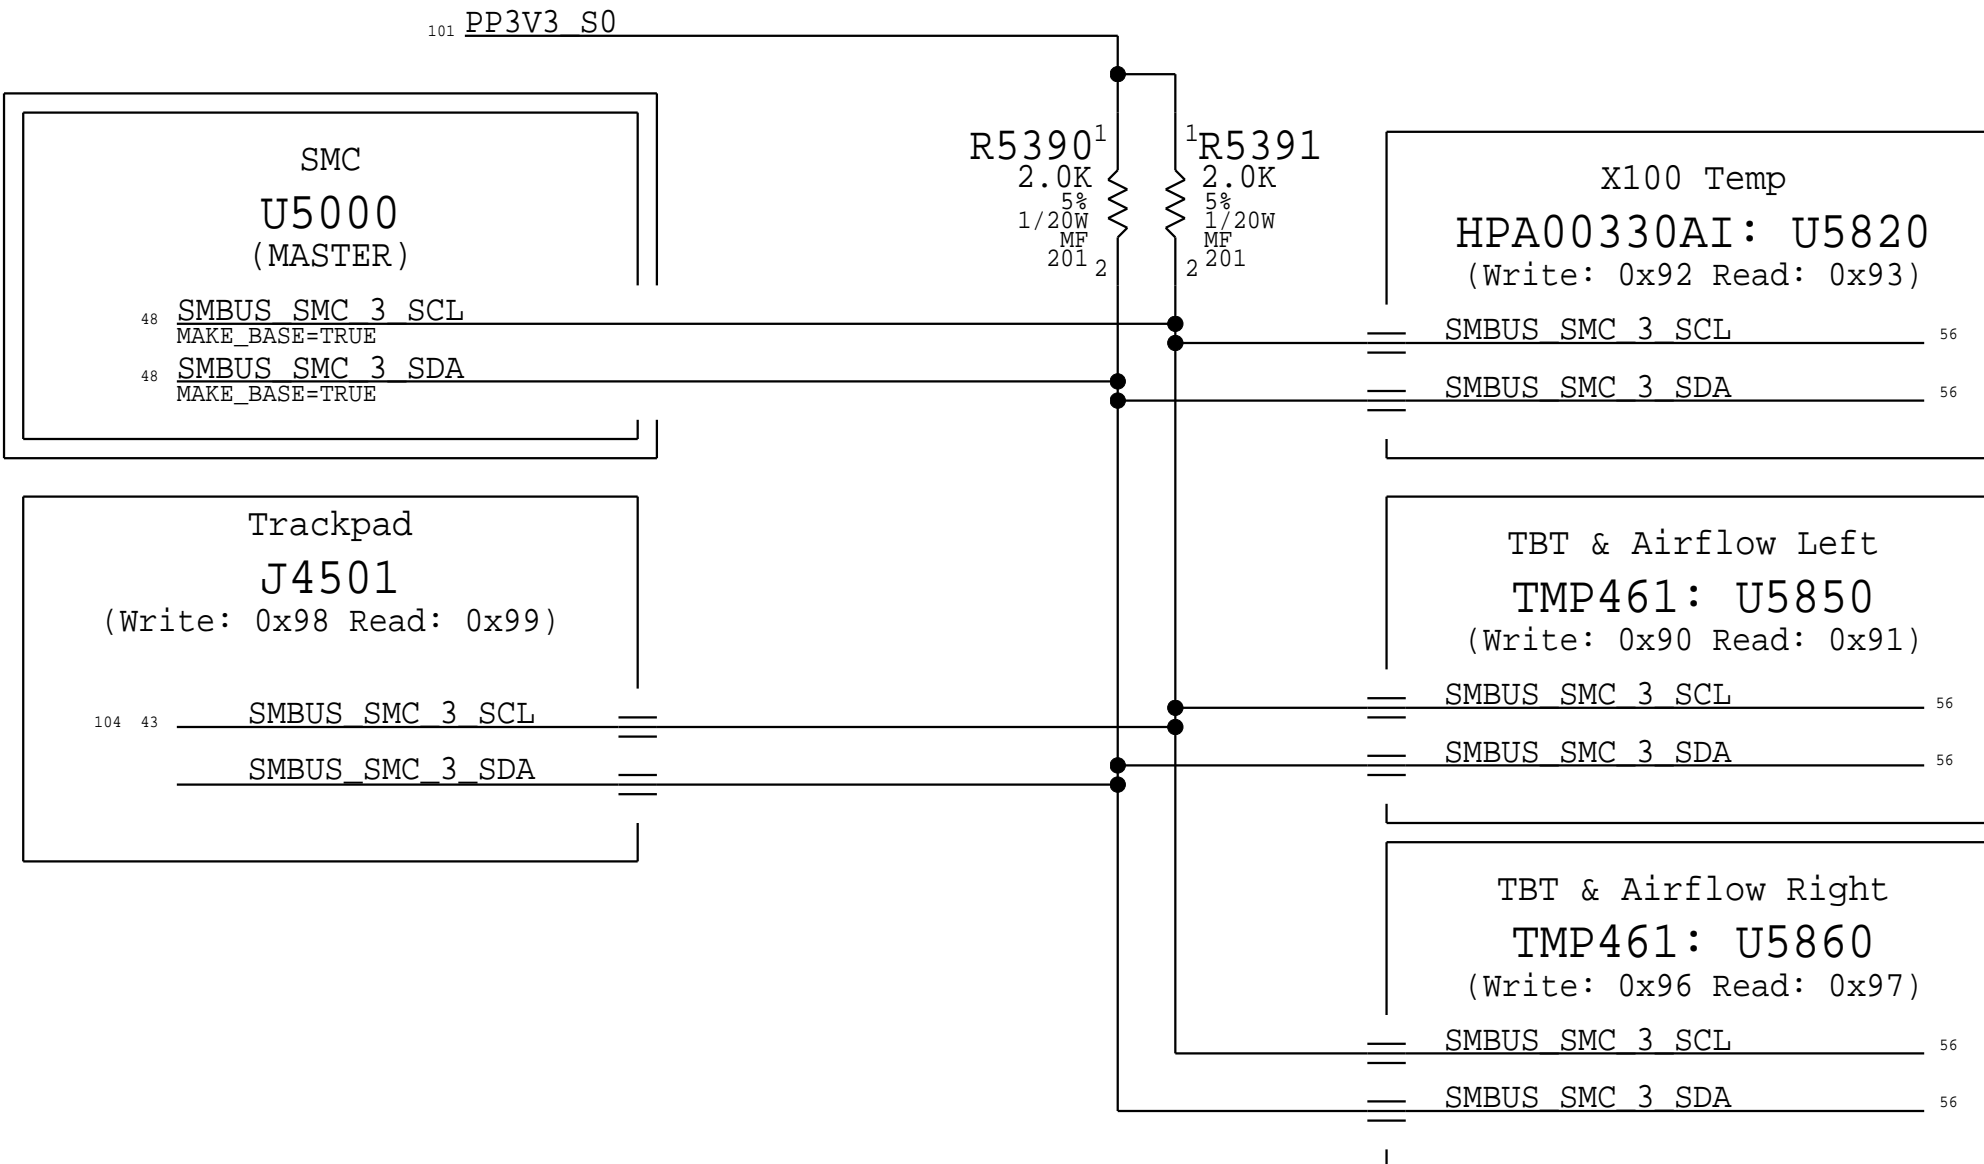 101 PP3V3_S0
SMC
U5000
(MASTER)
48 SMBUS_SMC_3_SCL
MAKE_BASE=TRUE
48 SMBUS_SMC_3_SDA
MAKE_BASE=TRUE
R5390 1
2.0K
5%
1/20W
MF
201 2
1 R5391
2.0K
5%
1/20W
MF
2 201
X100 Temp
HPA00330AI: U5820
(Write: 0x92 Read: 0x93)
SMBUS_SMC_3_SCL 56
SMBUS_SMC_3_SDA 56
Trackpad
J4501
(Write: 0x98 Read: 0x99)
104 43 SMBUS_SMC_3_SCL
SMBUS_SMC_3_SDA
TBT & Airflow Left
TMP461: U5850
(Write: 0x90 Read: 0x91)
SMBUS_SMC_3_SCL 56
SMBUS_SMC_3_SDA 56
TBT & Airflow Right
TMP461: U5860
(Write: 0x96 Read: 0x97)
SMBUS_SMC_3_SCL 56
SMBUS_SMC_3_SDA 56